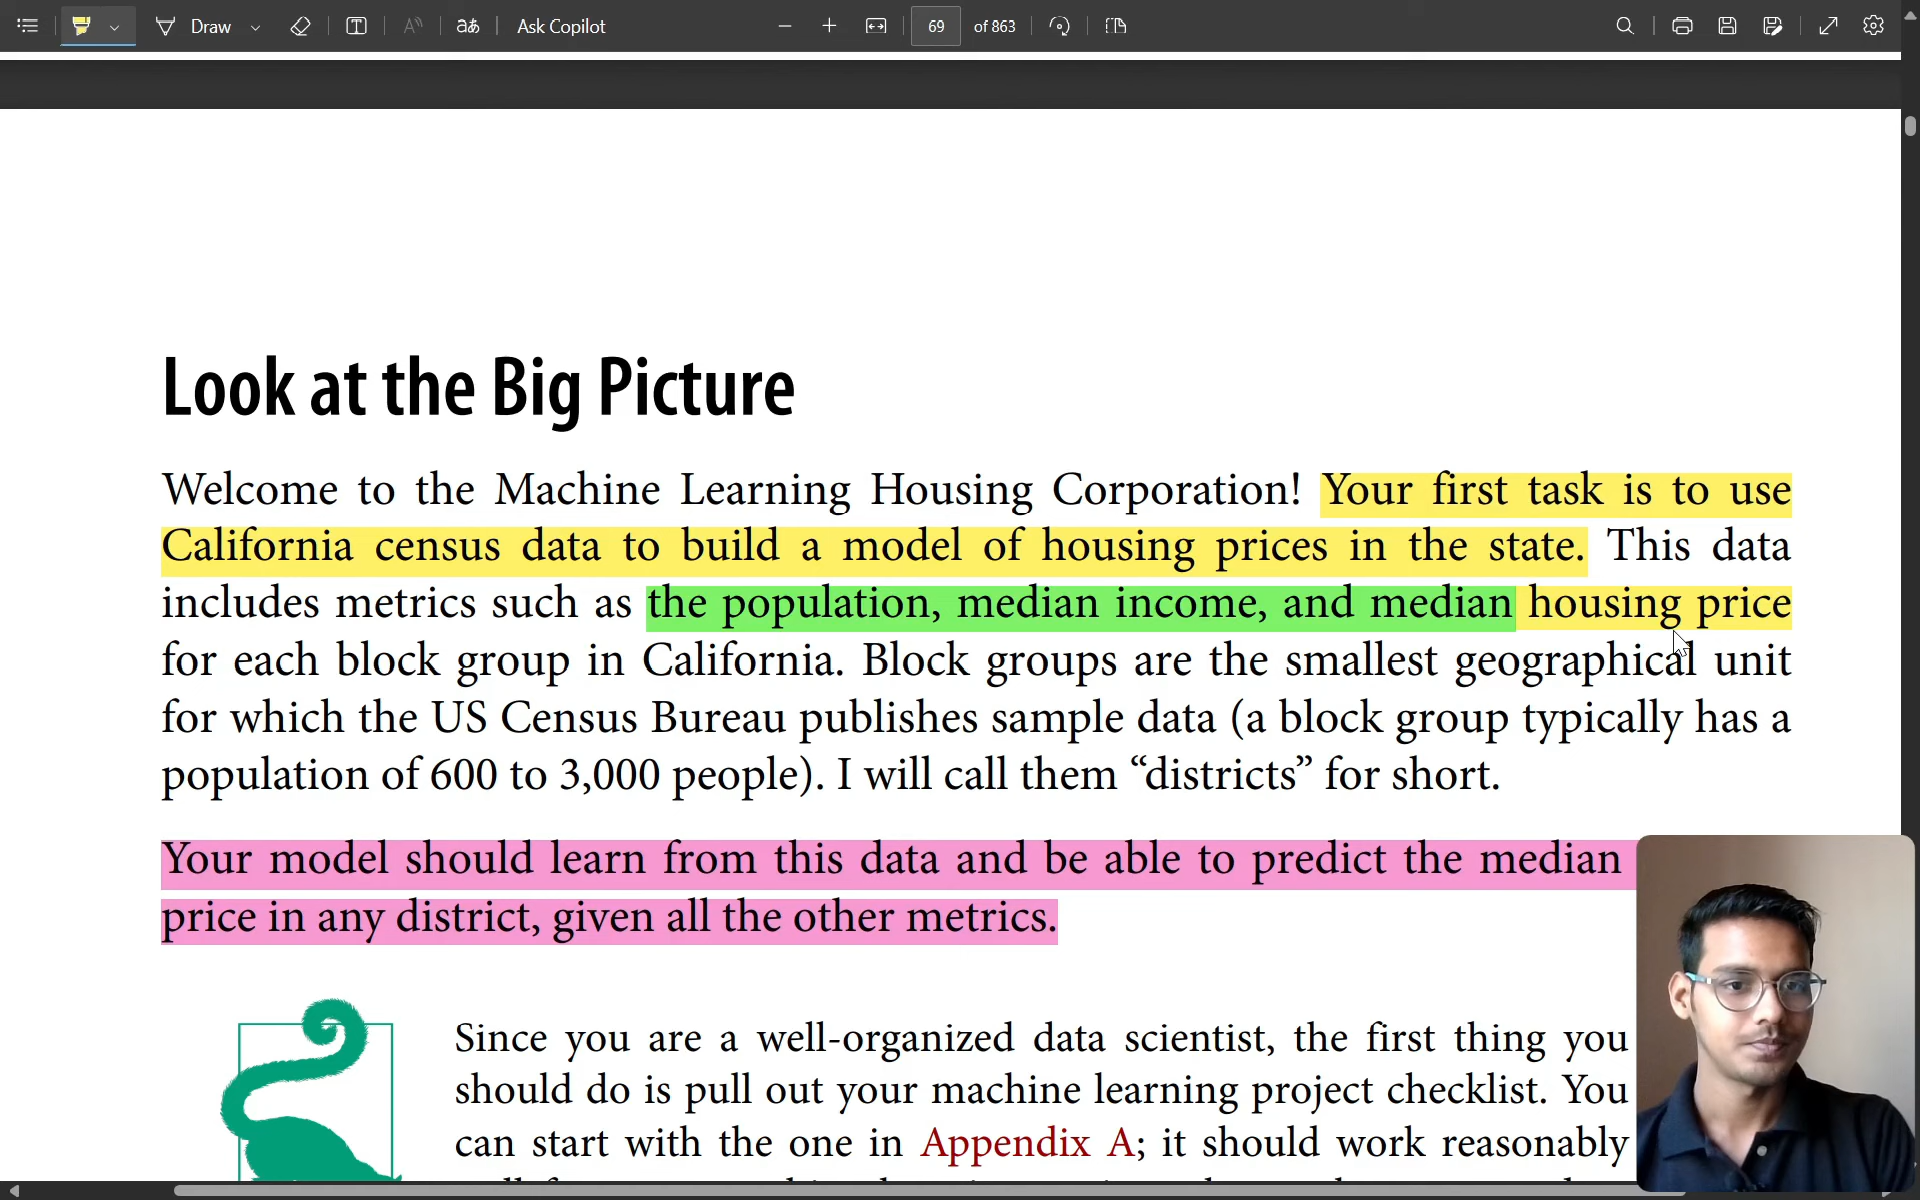 Draw
Ask Copilot
69 of 863
Look at the Big Picture
Welcome to the Machine Learning Housing Corporation! Your first task is to use
California census data to build a model of housing prices in the state. This data
includes metrics such as the population, median income, and median housing price
for each block group in California. Block groups are the smallest geographical unit
for which the US Census Bureau publishes sample data (a block group typically has a
population of 600 to 3,000 people). I will call them “districts” for short.
Your model should learn from this data and be able to predict the median
price in any district, given all the other metrics.
Since you are a well-organized data scientist, the first thing you
should do is pull out your machine learning project checklist. You
can start with the one in Appendix A; it should work reasonably